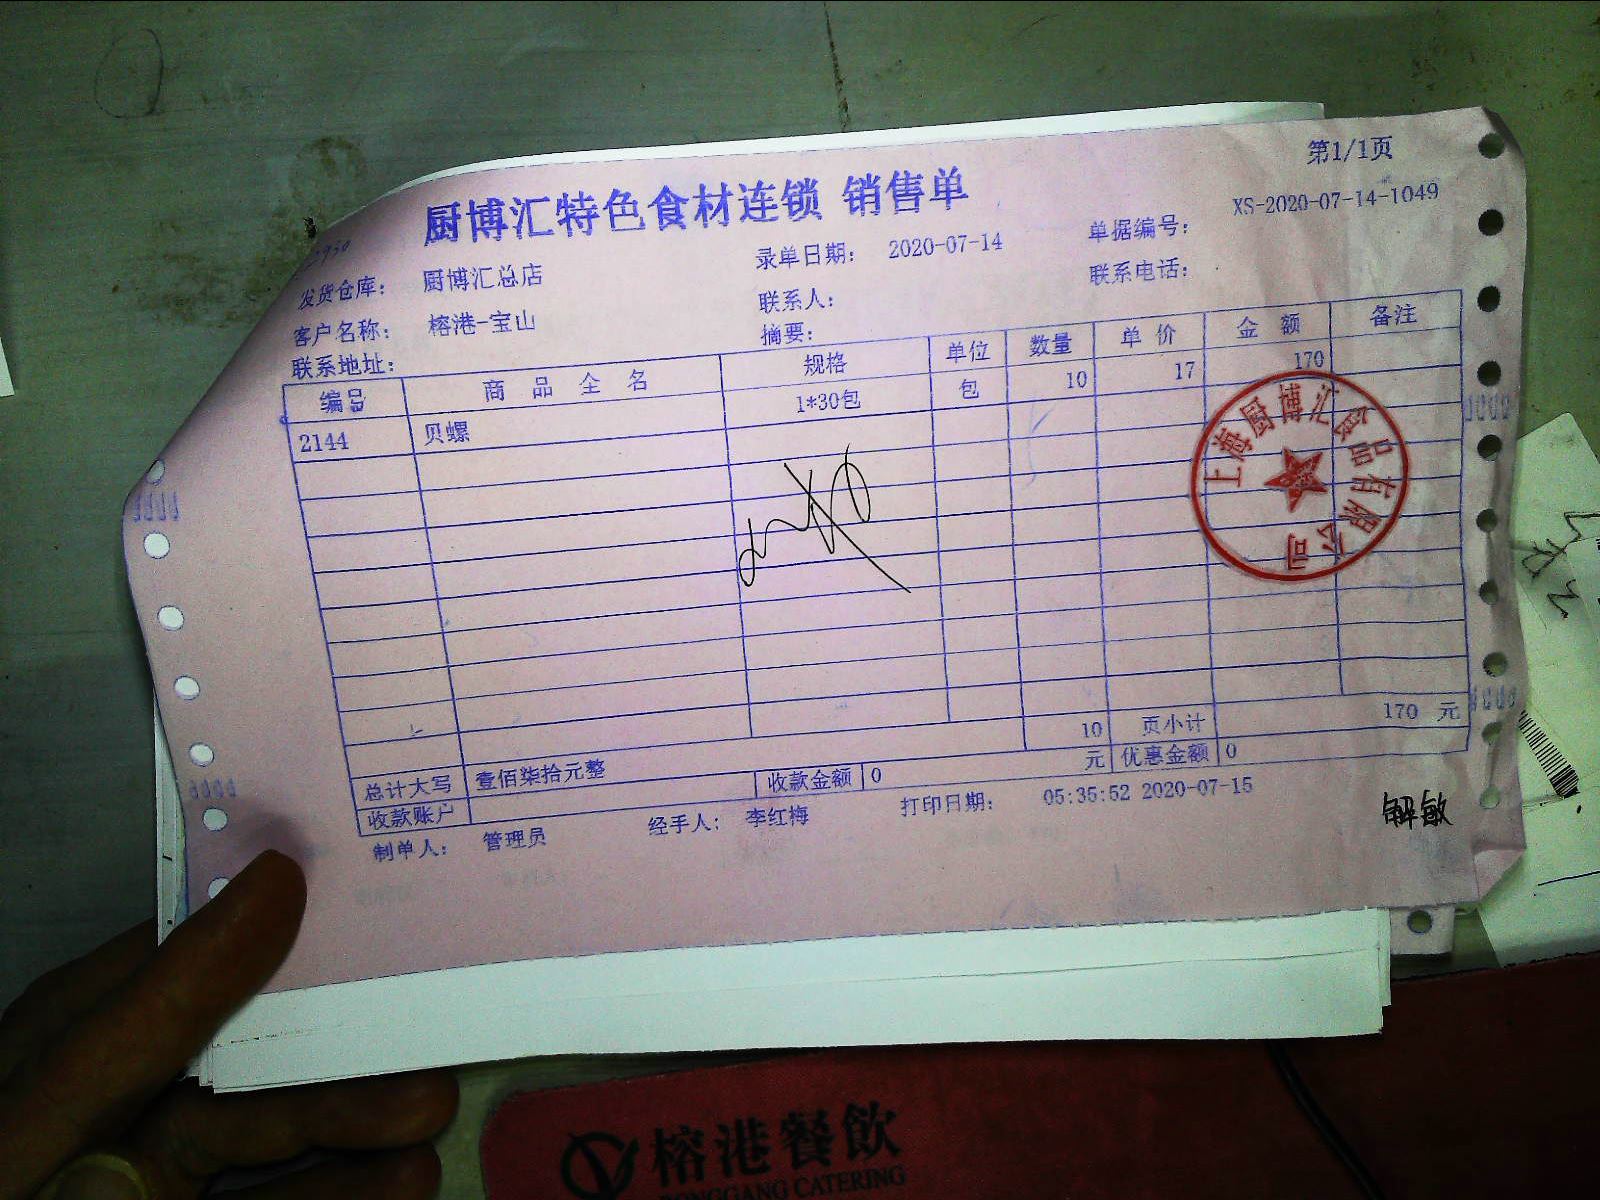 第1/1页
厨博汇特色食材连锁 销售单
录单日期： 2020-07-14 单据编号： XS-2020-07-14-1049
发货仓库： 厨博汇总店 联系人： 联系电话：
客户名称： 榕港-宝山 摘要：
联系地址：
编号 商品全名 规格 单位 数量 单价 金额 备注
2144 贝螺 1*30包 包 10 17 170
上海厨博汇食品有限公司
10 页小计 170 元
总计大写 壹佰柒拾元整 收款金额 0 元 优惠金额 0
收款账户
制单人： 管理员 经手人： 李红梅 打印日期： 05:35:52 2020-07-15
解敏
榕港餐飲
RONGGANG CATERING